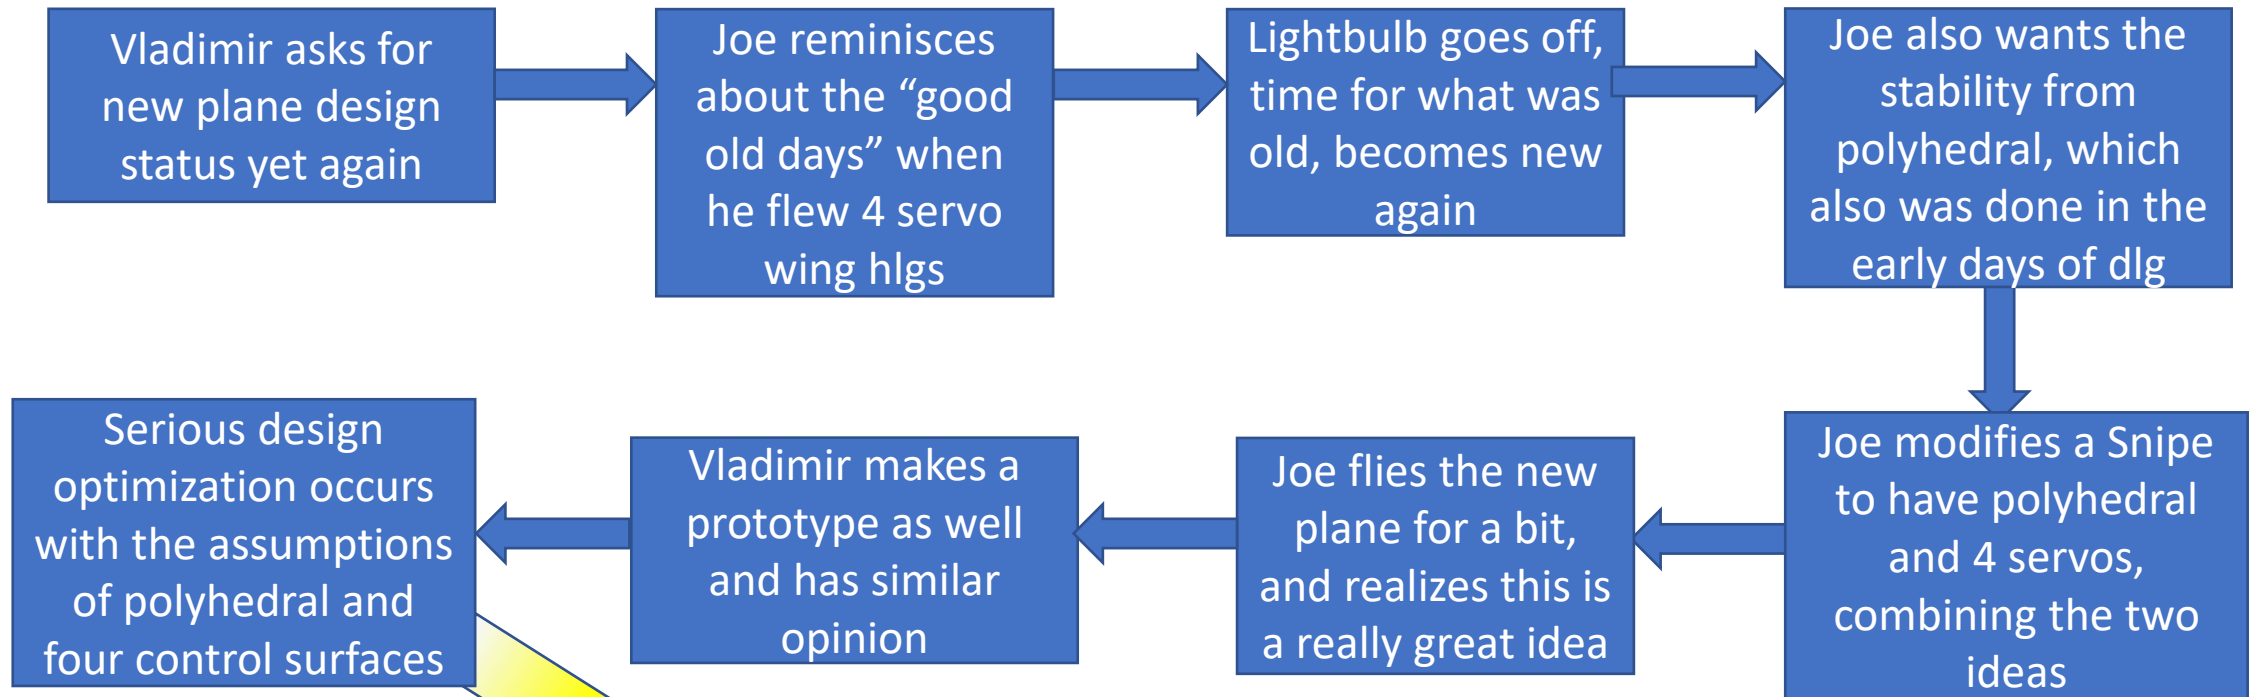 Vladimir asks for
new plane design
status yet again
Joe reminisces
about the “good
old days” when
he flew 4 servo
wing hlgs
Lightbulb goes off,
time for what was
old, becomes new
again
Joe also wants the
stability from
polyhedral, which
also was done in the
early days of dlg
Joe modifies a Snipe
to have polyhedral
and 4 servos,
combining the two
ideas
Joe flies the new
plane for a bit,
and realizes this is
a really great idea
Vladimir makes a
prototype as well
and has similar
opinion
Serious design
optimization occurs
with the assumptions
of polyhedral and
four control surfaces